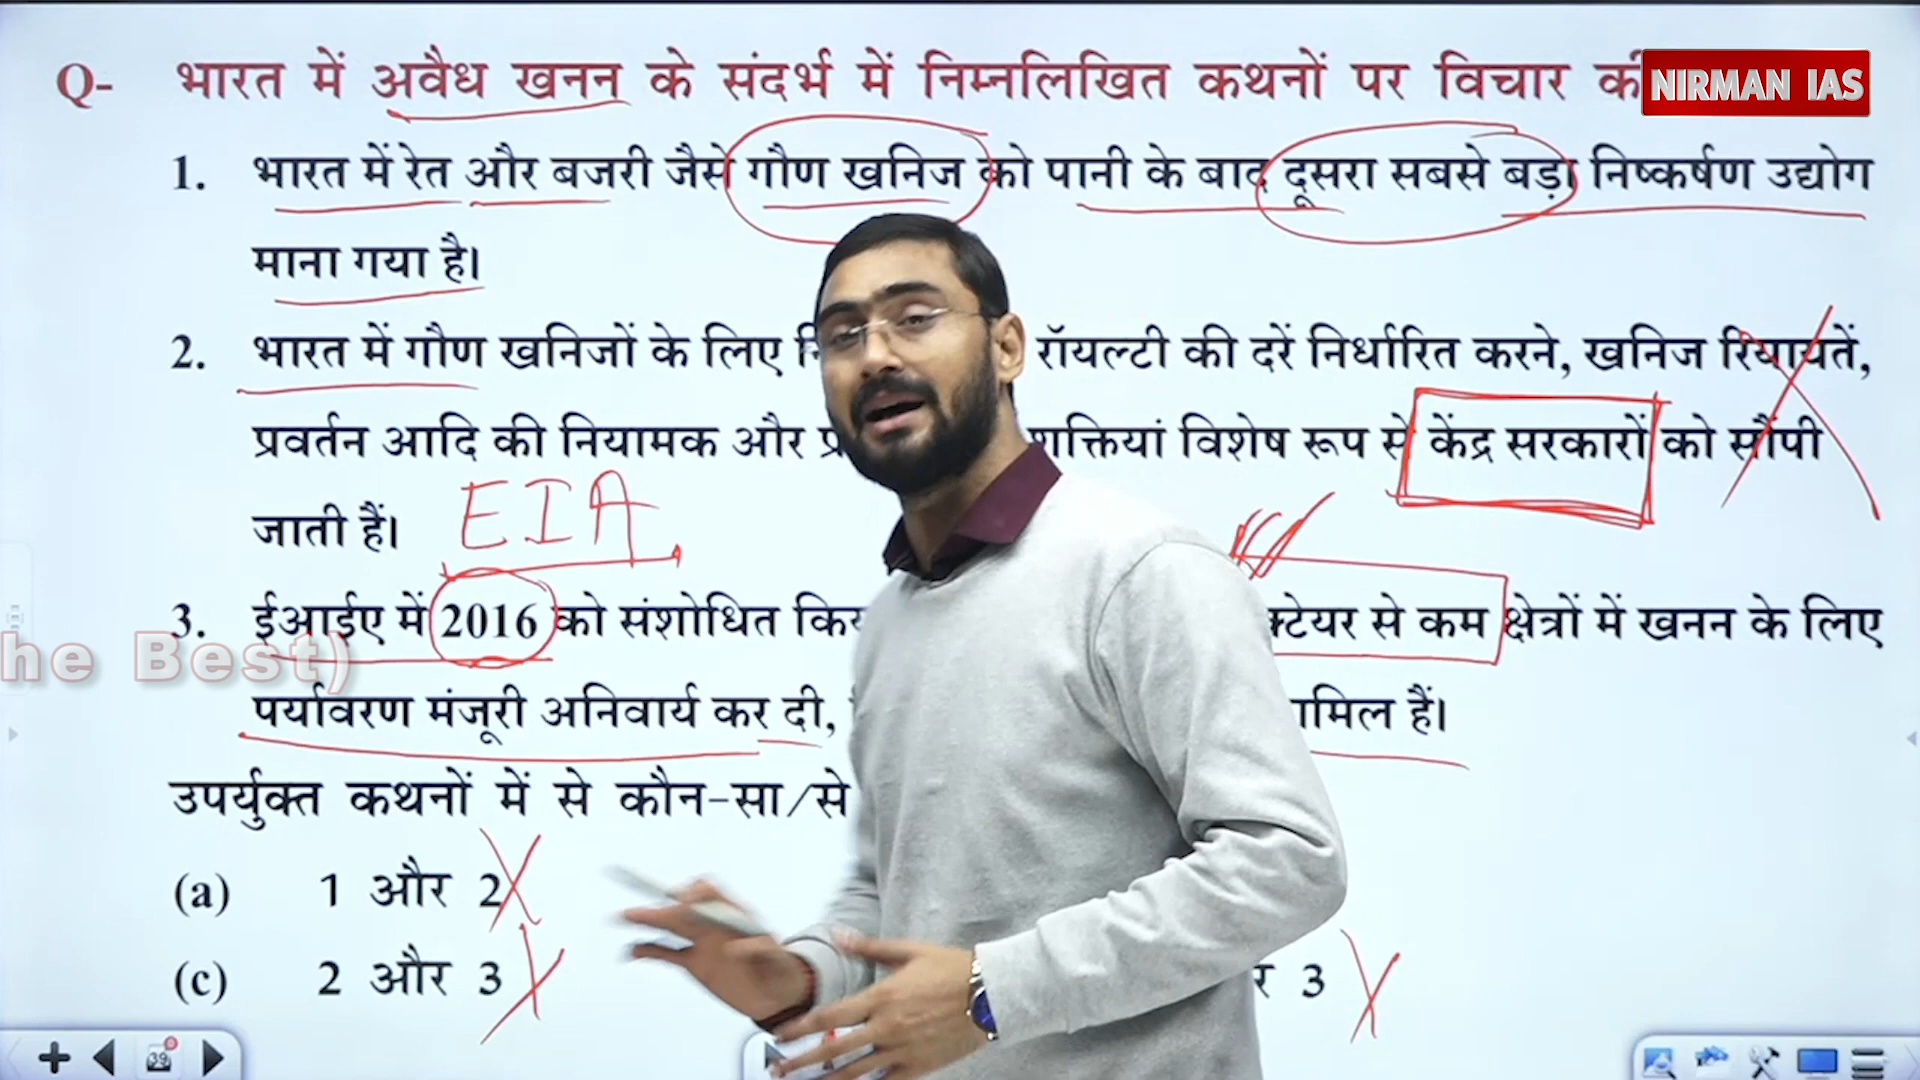 Q- भारत में अवैध खनन के संदर्भ में निम्नलिखित कथनों पर विचार
NIRMAN IAS
1. भारत में रेत और बजरी जैसे गौण खनिज को पानी के बाद दूसरा सबसे बड़ा निष्कर्षण उद्योग
माना गया है।
2. भारत में गौण खनिजों के लिए रॉयल्टी की दरें निर्धारित करने, खनिज रियायतें,
प्रवर्तन आदि की नियामक और शक्तियां विशेष रूप से केंद्र सरकारों को सौंपी
जाती हैं।
EIA
3. ईआईए में 2016 को संशोधित से कम क्षेत्रों में खनन के लिए
he Best)
पर्यावरण मंजूरी अनिवार्य कर दी, हैं।
उपर्युक्त कथनों में से कौन-सा/से
(a) 1 और 2
(c) 2 और 3
3
39